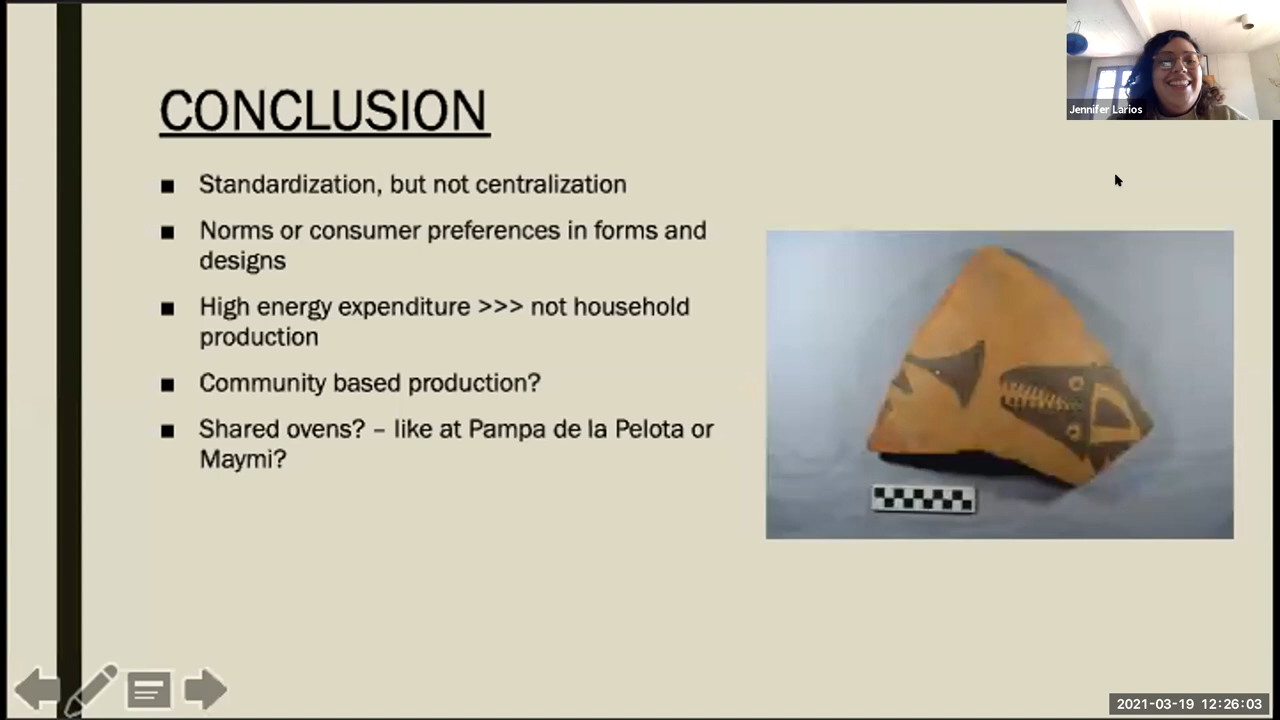 CONCLUSION
■ Standardization, but not centralization
■ Norms or consumer preferences in forms and
designs
■ High energy expenditure >>> not household
production
■ Community based production?
■ Shared ovens? – like at Pampa de la Pelota or
Maymi?
Jennifer Larios
2021-03-19 12:26:03